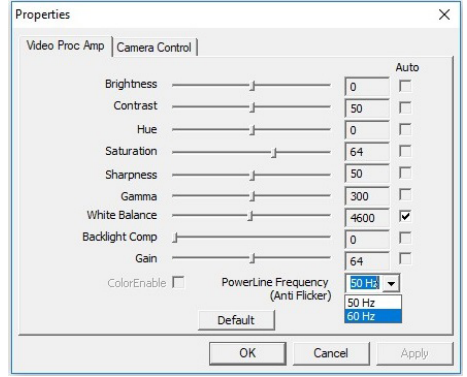 Properties
Video Proc Amp Camera Control
Auto
Brightness 0
Contrast 50
Hue 0
Saturation 64
Sharpness 50
Gamma 300
White Balance 4600
Backlight Comp 0
Gain 64
ColorEnable PowerLine Frequency 50 Hz
(Anti Flicker)
50 Hz
60 Hz
Default
OK Cancel Apply